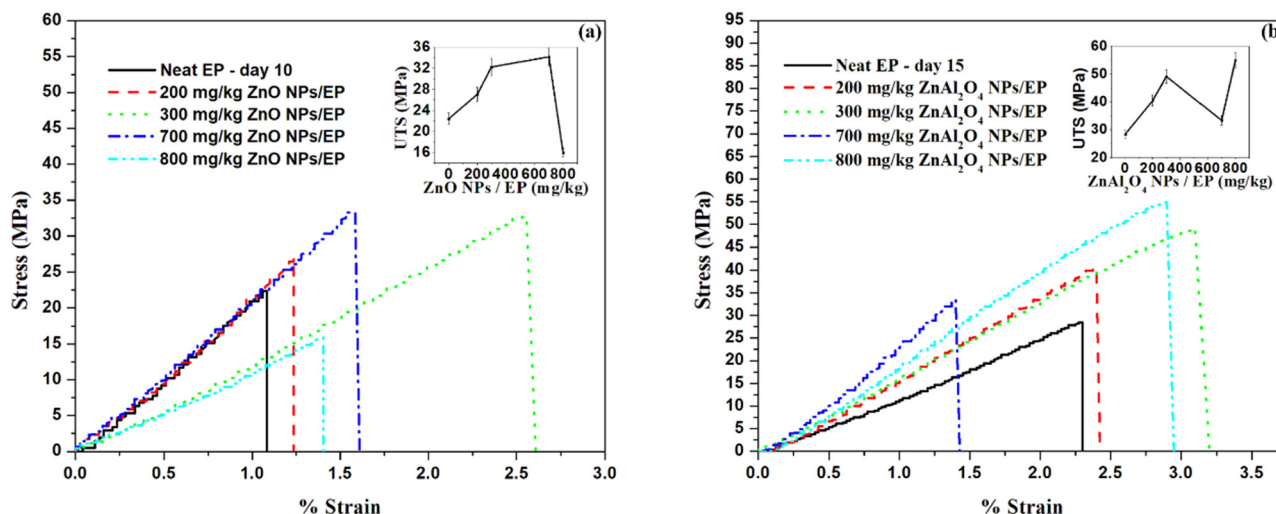 (a)
60
55
50
45
40
35
30
25
20
15
10
5
0
Stress (MPa)
0.0 0.5 1.0 1.5 2.0 2.5 3.0
% Strain
Neat EP - day 10
200 mg/kg ZnO NPs/EP
300 mg/kg ZnO NPs/EP
700 mg/kg ZnO NPs/EP
800 mg/kg ZnO NPs/EP
36
32
28
24
20
16
UTS (MPa)
0 200 400 600 800
ZnO NPs / EP (mg/kg)
(b)
95
90
85
80
75
70
65
60
55
50
45
40
35
30
25
20
15
10
5
0
Stress (MPa)
0.0 0.5 1.0 1.5 2.0 2.5 3.0 3.5
% Strain
Neat EP - day 15
200 mg/kg ZnAl₂O₄ NPs/EP
300 mg/kg ZnAl₂O₄ NPs/EP
700 mg/kg ZnAl₂O₄ NPs/EP
800 mg/kg ZnAl₂O₄ NPs/EP
60
50
40
30
20
UTS (MPa)
0 200 400 600 800
ZnAl₂O₄ NPs / EP (mg/kg)